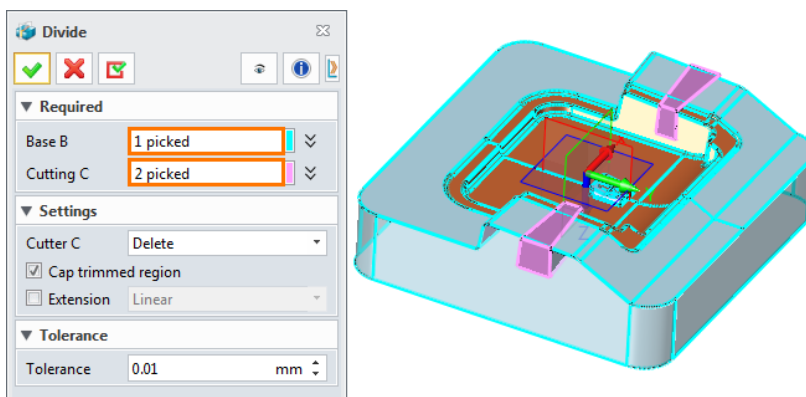 Divide
Required
Base B 1 picked
Cutting C 2 picked
Settings
Cutter C Delete
Cap trimmed region
Extension Linear
Tolerance
Tolerance 0.01 mm
Z